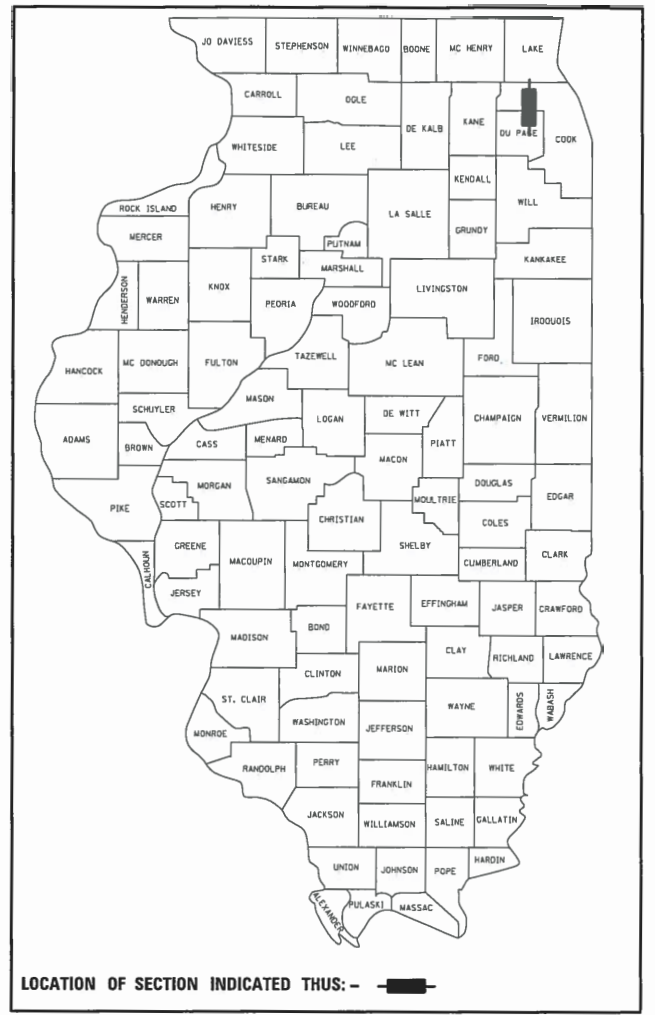 JO DAVIESS
STEPHENSON
WINNEBAGO
BOONE
MC HENRY
LAKE
CARROLL
OGLE
DE KALB
KANE
DU PAGE
COOK
WHITESIDE
LEE
KENDALL
ROCK ISLAND
HENRY
BUREAU
LA SALLE
WILL
MERCER
PUTNAM
GRUNDY
STARK
MARSHALL
KANKAKEE
HENDERSON
WARREN
KNOX
PEORIA
WOODFORD
LIVINGSTON
IROQUOIS
HANCOCK
MC DONOUGH
FULTON
TAZEWELL
MC LEAN
FORD
MASON
SCHUYLER
LOGAN
DE WITT
CHAMPAIGN
VERMILION
ADAMS
BROWN
CASS
MENARD
PIATT
MACON
MORGAN
SANGAMON
DOUGLAS
EDGAR
PIKE
SCOTT
MOULTRIE
CHRISTIAN
COLES
GREENE
MACOUPIN
MONTGOMERY
SHELBY
CUMBERLAND
CLARK
CALHOUN
JERSEY
FAYETTE
EFFINGHAM
JASPER
CRAWFORD
MADISON
BOND
CLAY
RICHLAND
LAWRENCE
CLINTON
MARION
ST. CLAIR
WAYNE
EDWARDS
WABASH
WASHINGTON
JEFFERSON
MONROE
RANDOLPH
PERRY
HAMILTON
WHITE
FRANKLIN
JACKSON
WILLIAMSON
SALINE
GALLATIN
UNION
JOHNSON
POPE
HARDIN
ALEXANDER
PULASKI
MASSAC
LOCATION OF SECTION INDICATED THUS: -